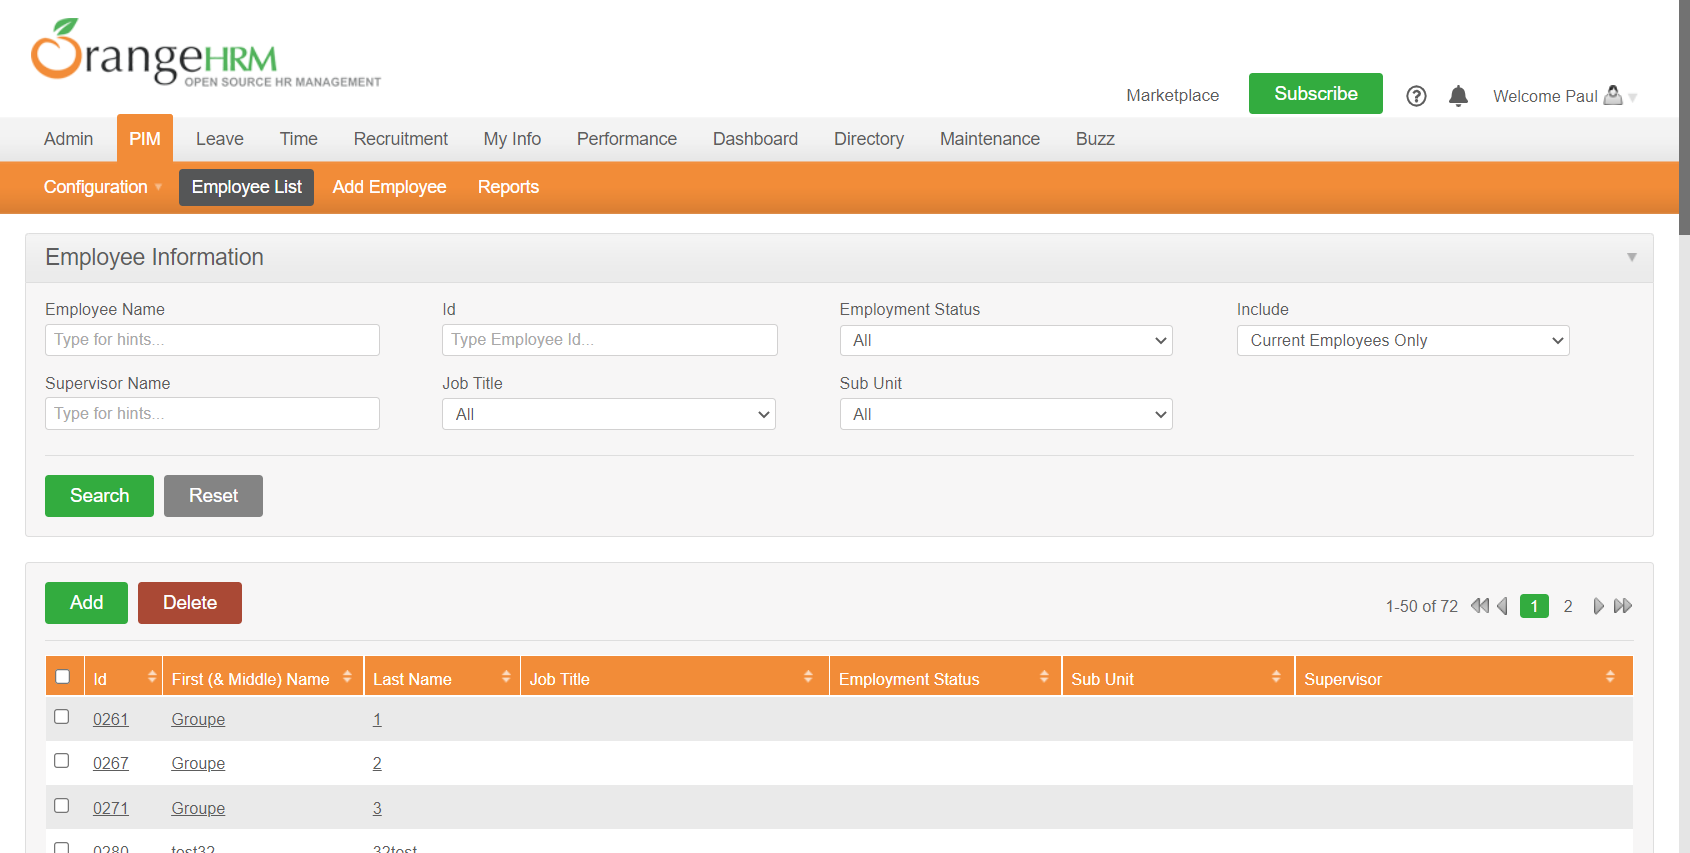 OrangeHRM
OPEN SOURCE HR MANAGEMENT
Marketplace Subscribe Welcome Paul
Admin PIM Leave Time Recruitment My Info Performance Dashboard Directory Maintenance Buzz
Configuration Employee List Add Employee Reports
Employee Information
Employee Name Id Employment Status Include
Type for hints... Type Employee Id... All Current Employees Only
Supervisor Name Job Title Sub Unit
Type for hints... All All
Search Reset
Add Delete 1-50 of 72 1 2
Id First (& Middle) Name Last Name Job Title Employment Status Sub Unit Supervisor
0261 Groupe 1
0267 Groupe 2
0271 Groupe 3
0280 test32 32test